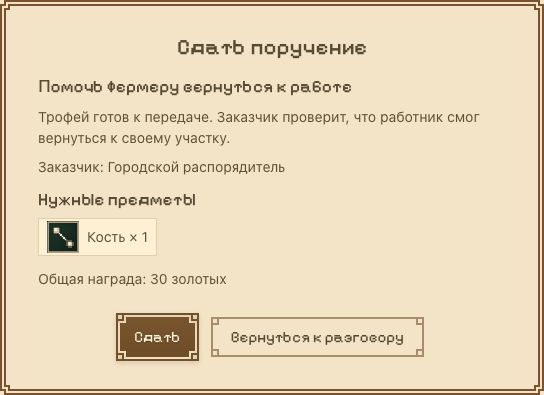 Сдать поручение
Помочь фермеру вернуться к работе
Трофей готов к передаче. Заказчик проверит, что работник смог
вернуться к своему участку.
Заказчик: Городской распорядитель
Нужные предметы
Кость × 1
Общая награда: 30 золотых
Сдать
Вернуться к разговору